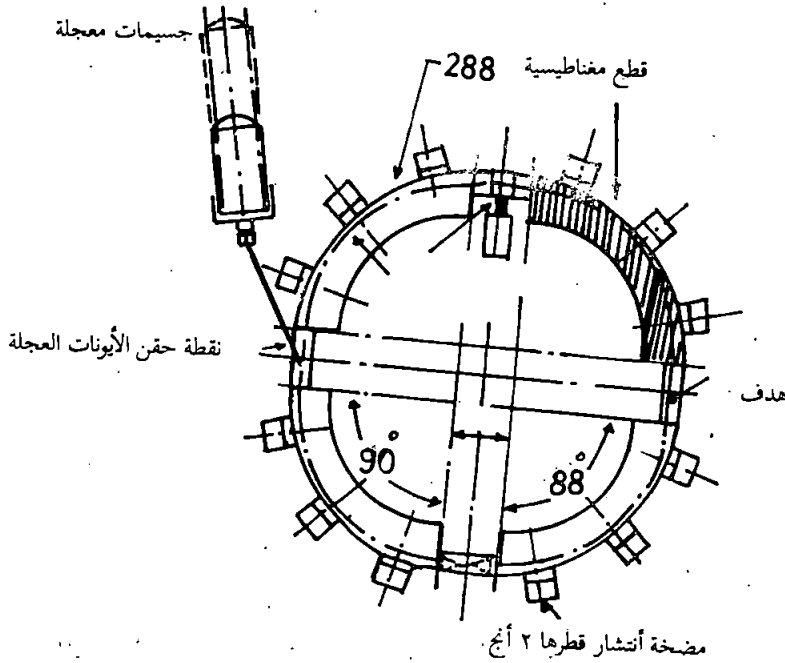 جسيمات معجلة
288 قطع مغناطيسية
نقطة حقن الأيونات العجلة
هدف
90°
88°
مضخة أنتشار قطرها ٢ أنج